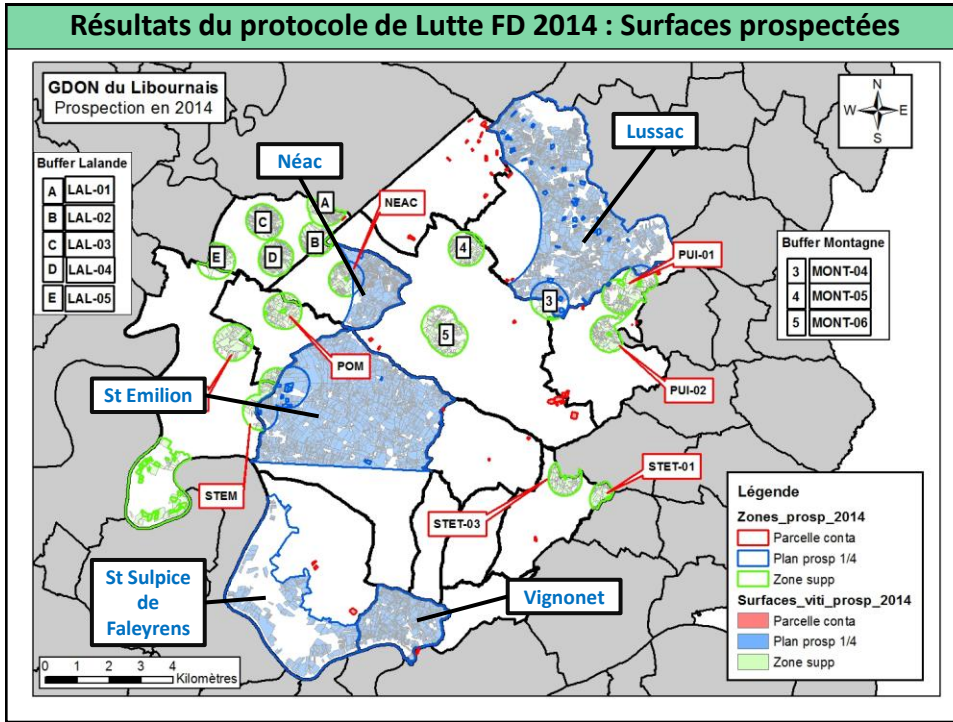 Résultats du protocole de Lutte FD 2014 : Surfaces prospectées
GDON du Libournais
Prospection en 2014
N
W
E
S
Buffer Lalande
A LAL-01
B LAL-02
C LAL-03
D LAL-04
E LAL-05
Néac
Lussac
NEAC
A
C
B
E
D
4
PUI-01
Buffer Montagne
3 MONT-04
4 MONT-05
5 MONT-06
3
5
POM
PUI-02
St Emilion
STEM
STET-01
STET-03
St Sulpice
de
Faleyrens
Vignonet
Légende
Zones_prosp_2014
Parcelle conta
Plan prosp 1/4
Zone supp
Surfaces_viti_prosp_2014
Parcelle conta
Plan prosp 1/4
Zone supp
0 1 2 3 4
Kilomètres